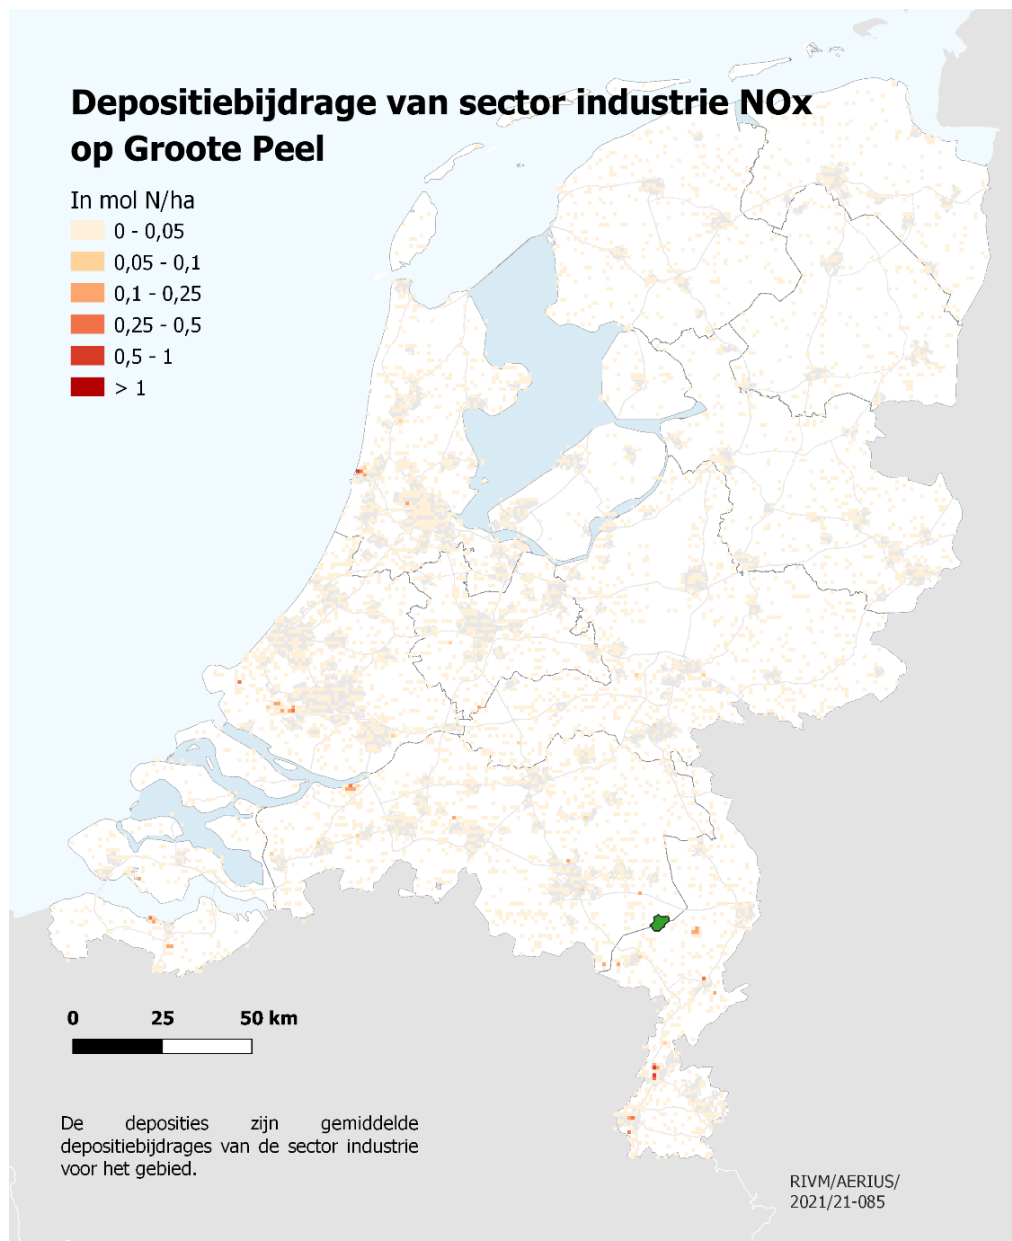 Depositiebijdrage van sector industrie NOx
op Groote Peel
In mol N/ha
0 - 0,05
0,05 - 0,1
0,1 - 0,25
0,25 - 0,5
0,5 - 1
> 1
0 25 50 km
De deposities zijn gemiddelde
depositiebijdrages van de sector industrie
voor het gebied.
RIVM/AERIUS/
2021/21-085